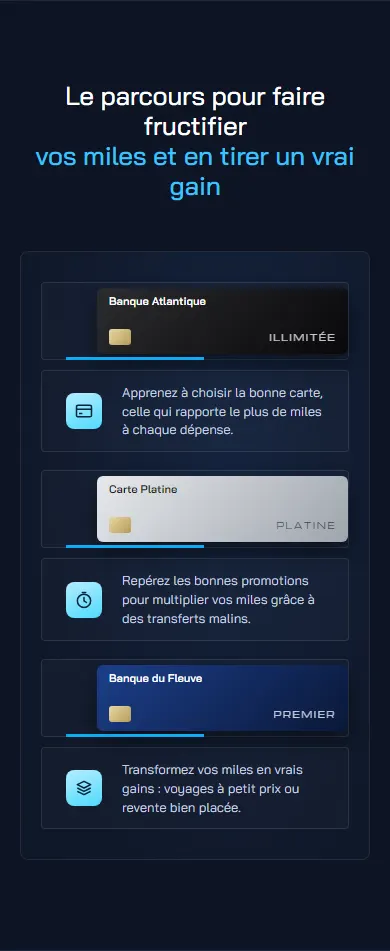 Le parcours pour faire
fructifier
vos miles et en tirer un vrai
gain
Banque Atlantique
ILLIMITÉE
Apprenez à choisir la bonne carte,
celle qui rapporte le plus de miles
à chaque dépense.
Carte Platine
PLATINE
Repérez les bonnes promotions
pour multiplier vos miles grâce à
des transferts malins.
Banque du Fleuve
PREMIER
Transformez vos miles en vrais
gains : voyages à petit prix ou
revente bien placée.